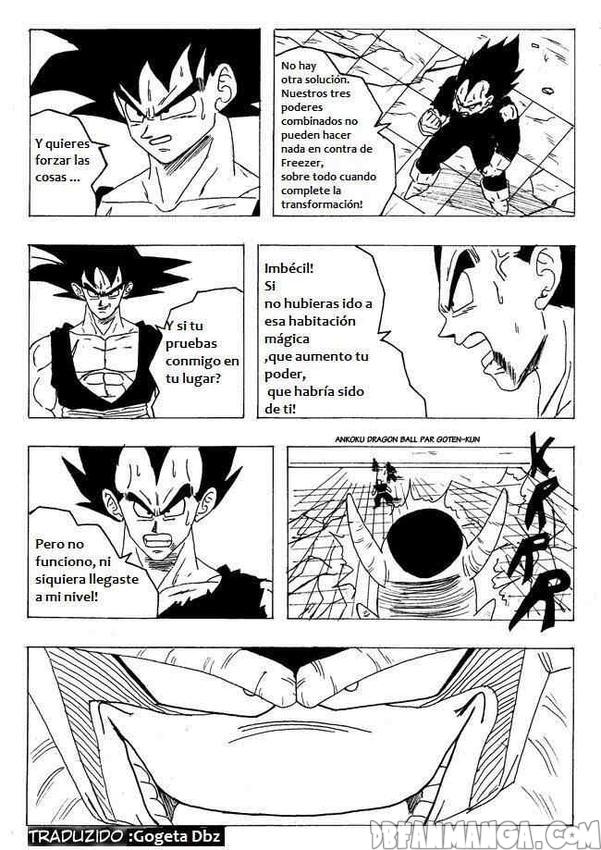 Y quieres
forzar las
cosas ...
No hay
otra solución.
Nuestros tres
poderes
combinados no
pueden hacer
nada en contra de
Freezer,
sobre todo cuando
complete la
transformación!
Y si tu
pruebas
conmigo en
tu lugar?
Imbécil!
Si
no hubieras ido a
esa habitación
mágica
,que aumento tu
poder,
que habría sido
de ti!
Pero no
funciono, ni
siquiera llegaste
a mi nivel!
ANKOKU DRAGON BALL PAR GOTEN-KUN
KRRRR
TRADUZIDO :Gogeta Dbz
DBFANMANGA.COM